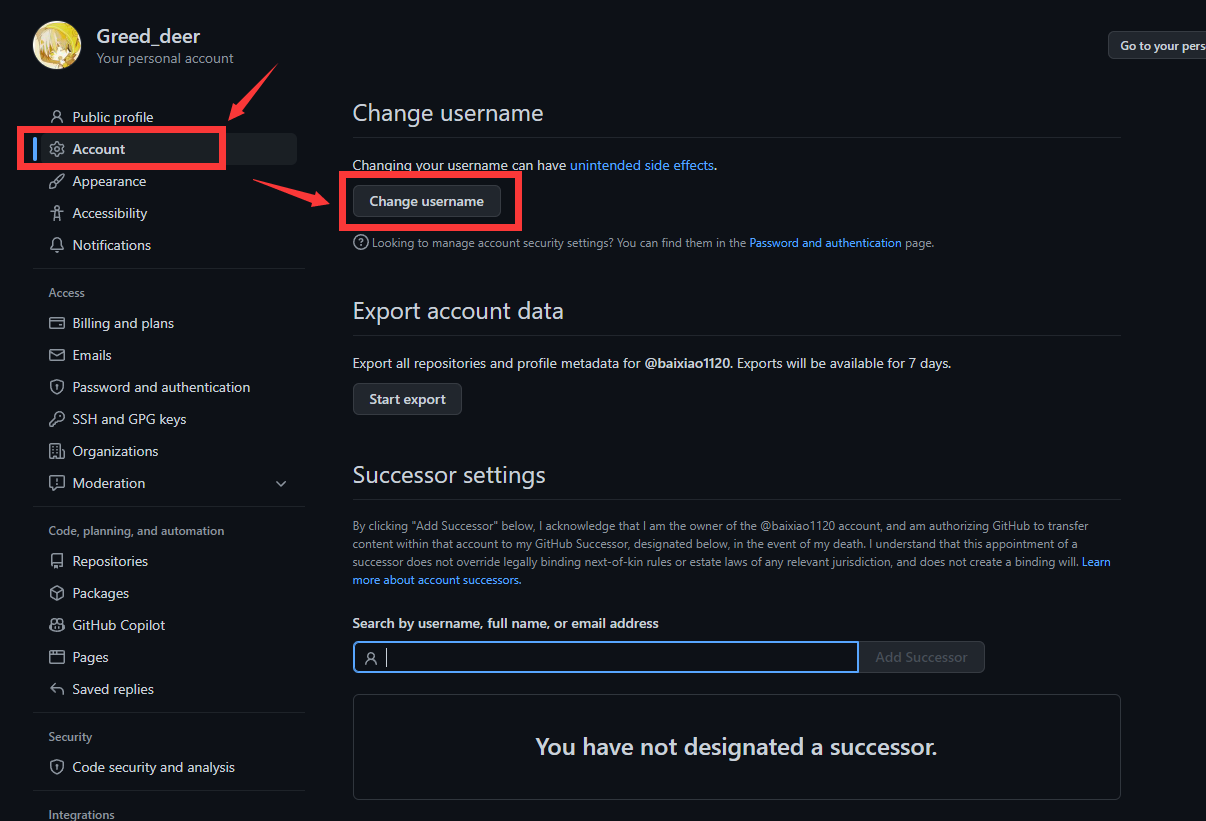 Greed_deer
Your personal account
Go to your pers
Public profile
Account
Appearance
Accessibility
Notifications
Access
Billing and plans
Emails
Password and authentication
SSH and GPG keys
Organizations
Moderation
Code, planning, and automation
Repositories
Packages
GitHub Copilot
Pages
Saved replies
Security
Code security and analysis
Integrations
Change username
Changing your username can have unintended side effects.
Change username
Looking to manage account security settings? You can find them in the Password and authentication page.
Export account data
Export all repositories and profile metadata for @baixiao1120. Exports will be available for 7 days.
Start export
Successor settings
By clicking "Add Successor" below, I acknowledge that I am the owner of the @baixiao1120 account, and am authorizing GitHub to transfer
content within that account to my GitHub Successor, designated below, in the event of my death. I understand that this appointment of a
successor does not override legally binding next-of-kin rules or estate laws of any relevant jurisdiction, and does not create a binding will. Learn
more about account successors.
Search by username, full name, or email address
Add Successor
You have not designated a successor.